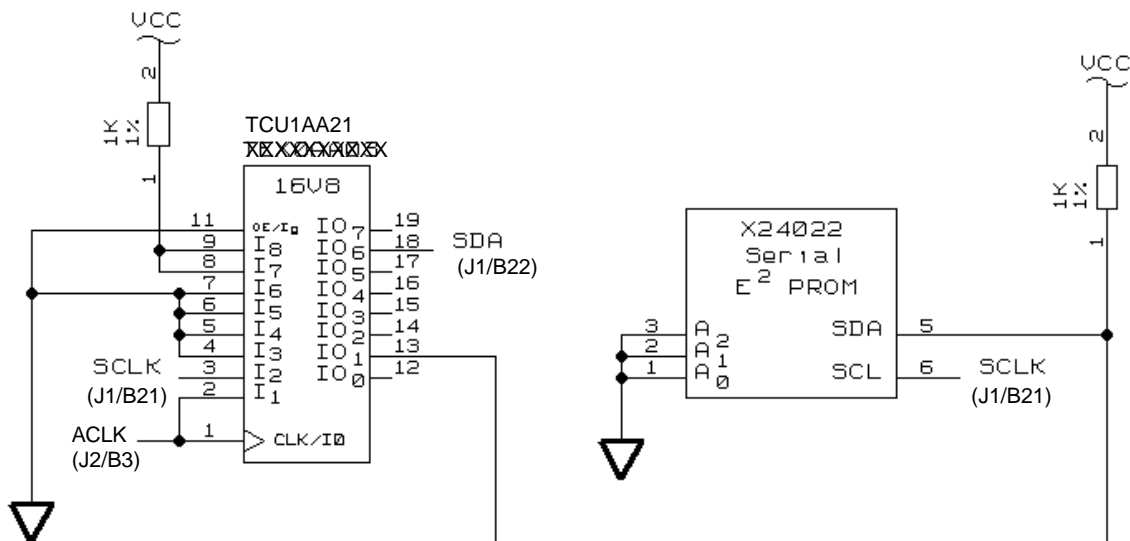 VCC
2
1K
1%
1
TCU1AA21
16V8
11 OE/I9 IO7 19
9 I8 IO6 18 SDA
(J1/B22)
8 I7 IO5 17
7 I6 IO4 16
6 I5 IO3 15
5 I4 IO2 14
4 I3 IO1 13
SCLK 3 I2 IO0 12
(J1/B21)
2 I1
ACLK 1 CLK/I0
(J2/B3)
VCC
2
1K
1%
1
X24022
Serial
E2 PROM
3 A2 SDA 5
2 A1
1 A0 SCL 6 SCLK
(J1/B21)